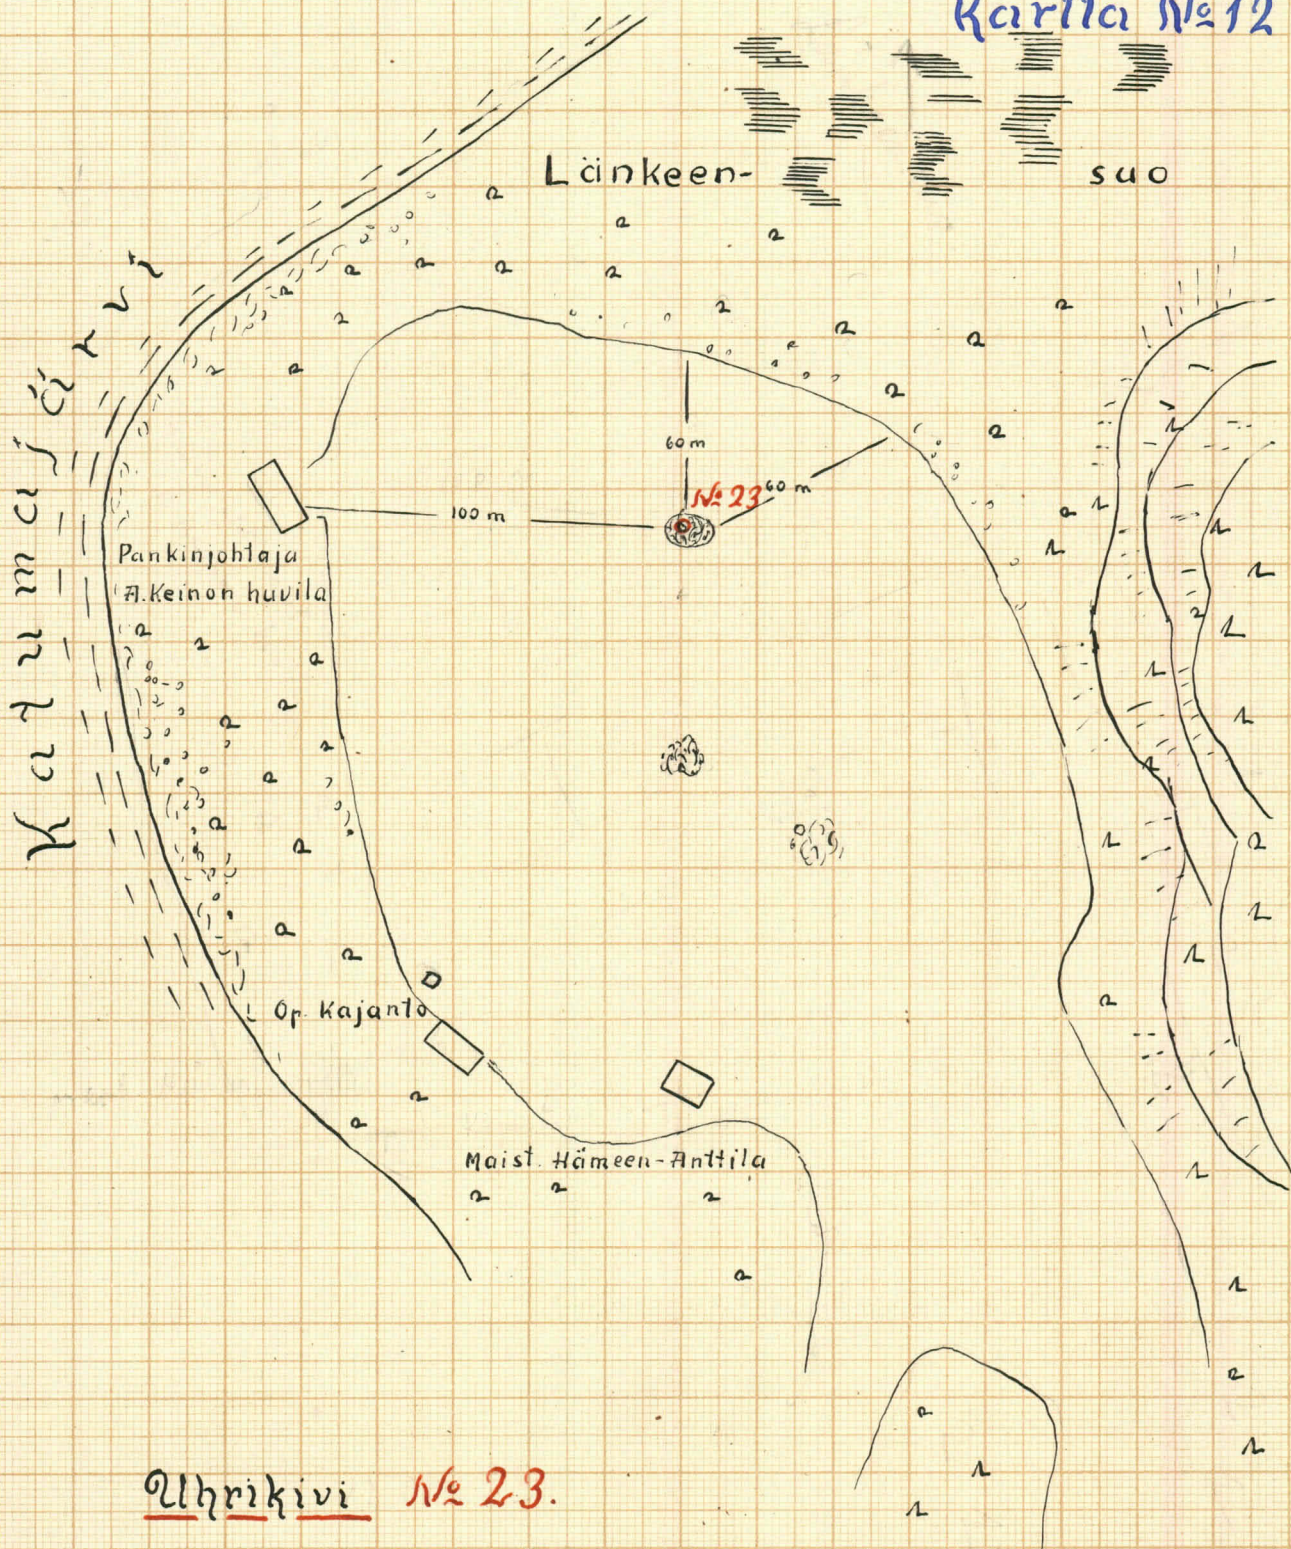 Kartta № 12
Länkeen- suo
Katumajärvi
60 m
№ 23
60 m
100 m
Pankinjohtaja
A. Keinon huvila
Op. Kajanto
Maist. Hämeen-Anttila
Uhrikivi № 23.